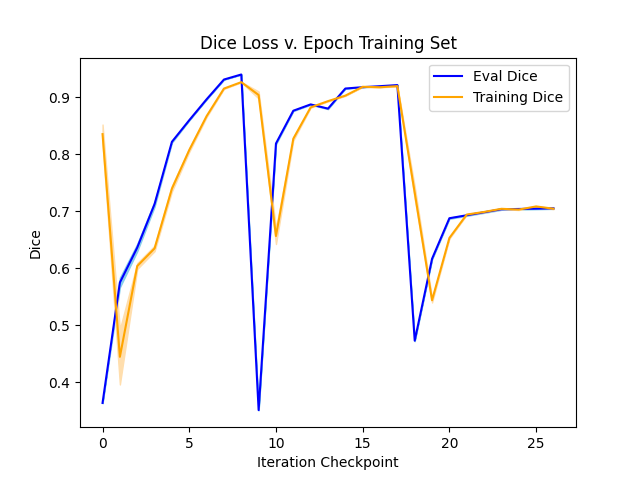 Dice Loss v. Epoch Training Set
Eval Dice
Training Dice
0.9
0.8
0.7
0.6
0.5
0.4
Dice
0 5 10 15 20 25
Iteration Checkpoint